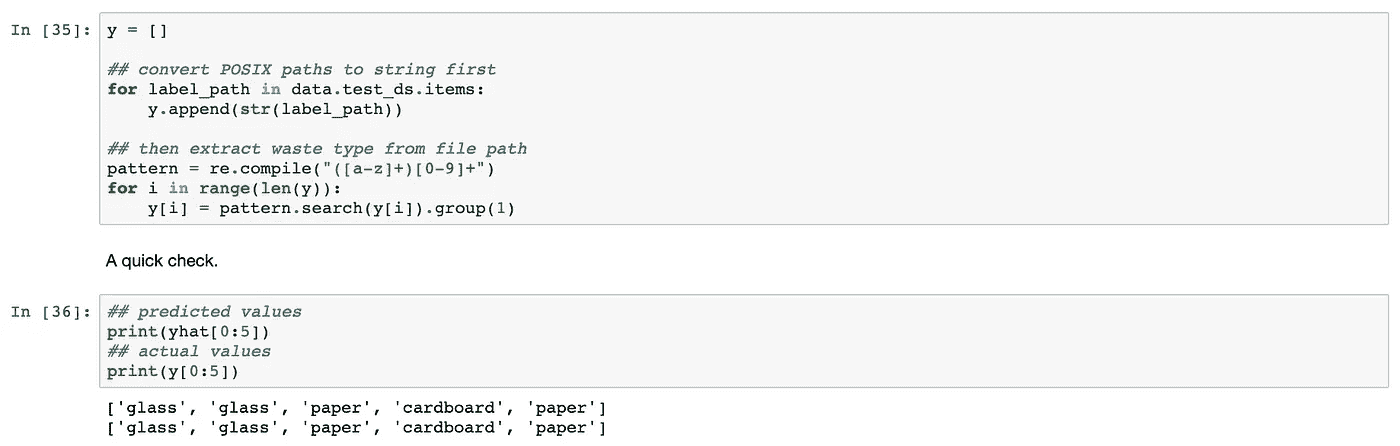 In [35]: y = []
## convert POSIX paths to string first
for label_path in data.test_ds.items:
    y.append(str(label_path))
## then extract waste type from file path
pattern = re.compile("([a-z]+)[0-9]+")
for i in range(len(y)):
    y[i] = pattern.search(y[i]).group(1)
A quick check.
In [36]: ## predicted values
print(yhat[0:5])
## actual values
print(y[0:5])
['glass', 'glass', 'paper', 'cardboard', 'paper']
['glass', 'glass', 'paper', 'cardboard', 'paper']